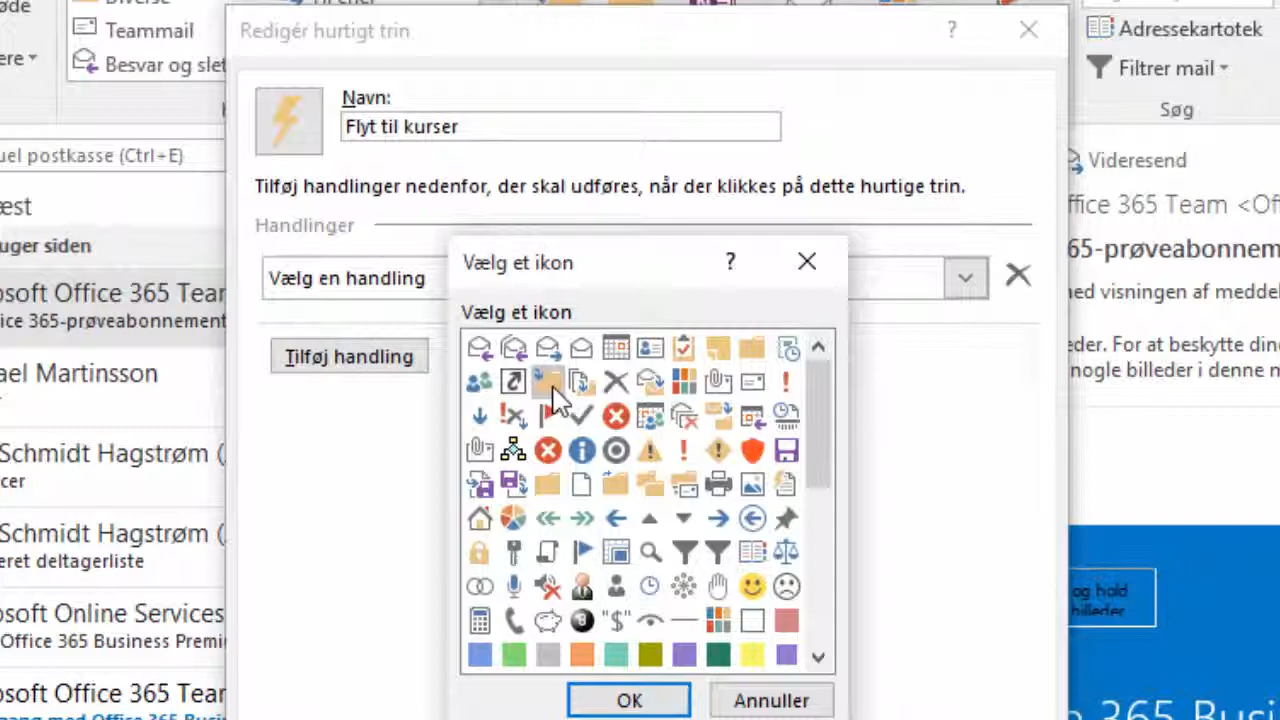 Teammail
Besvar og slet
Adressekartotek
Filtrer mail
Søg
Redigér hurtigt trin
?
Navn:
Flyt til kurser
Tilføj handlinger nedenfor, der skal udføres, når der klikkes på dette hurtige trin.
Handlinger
Vælg en handling
Tilføj handling
Vælg et ikon
?
Vælg et ikon
"$"
OK
Annuller
uel postkasse (Ctrl+E)
æst
uger siden
osoft Office 365 Tear
ice 365-prøveabonnement
ael Martinsson
Schmidt Hagstrøm (
cer
Schmidt Hagstrøm (
eret deltagerliste
osoft Online Services
Office 365 Business Premi
osoft Office 365 Tear
Videresend
ffice 365 Team <Of
65-prøveabonnem
ned visningen af meddel
eder. For at beskytte din
nogle billeder i denne m
og hold
billeder
365 Busi